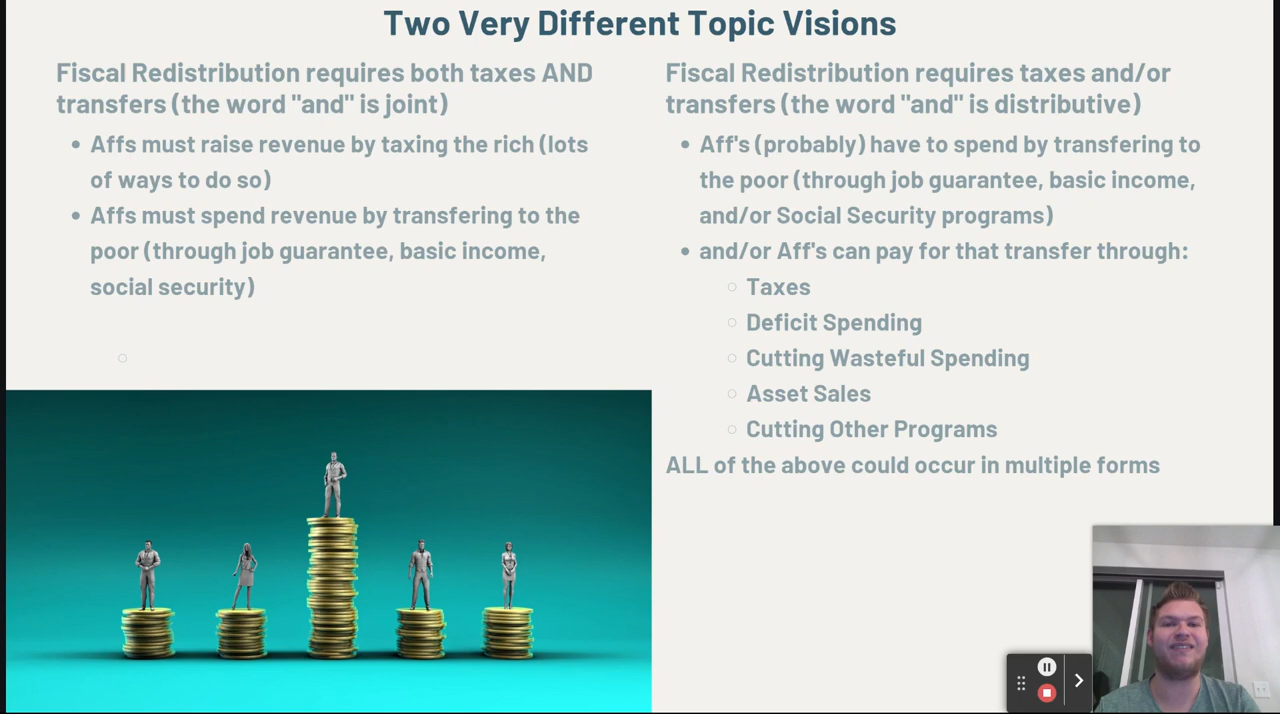 Two Very Different Topic Visions
Fiscal Redistribution requires both taxes AND
transfers (the word "and" is joint)
• Affs must raise revenue by taxing the rich (lots
of ways to do so)
• Affs must spend revenue by transfering to the
poor (through job guarantee, basic income,
social security)
Fiscal Redistribution requires taxes and/or
transfers (the word "and" is distributive)
• Aff's (probably) have to spend by transfering to
the poor (through job guarantee, basic income,
and/or Social Security programs)
• and/or Aff's can pay for that transfer through:
○ Taxes
○ Deficit Spending
○ Cutting Wasteful Spending
○ Asset Sales
○ Cutting Other Programs
ALL of the above could occur in multiple forms